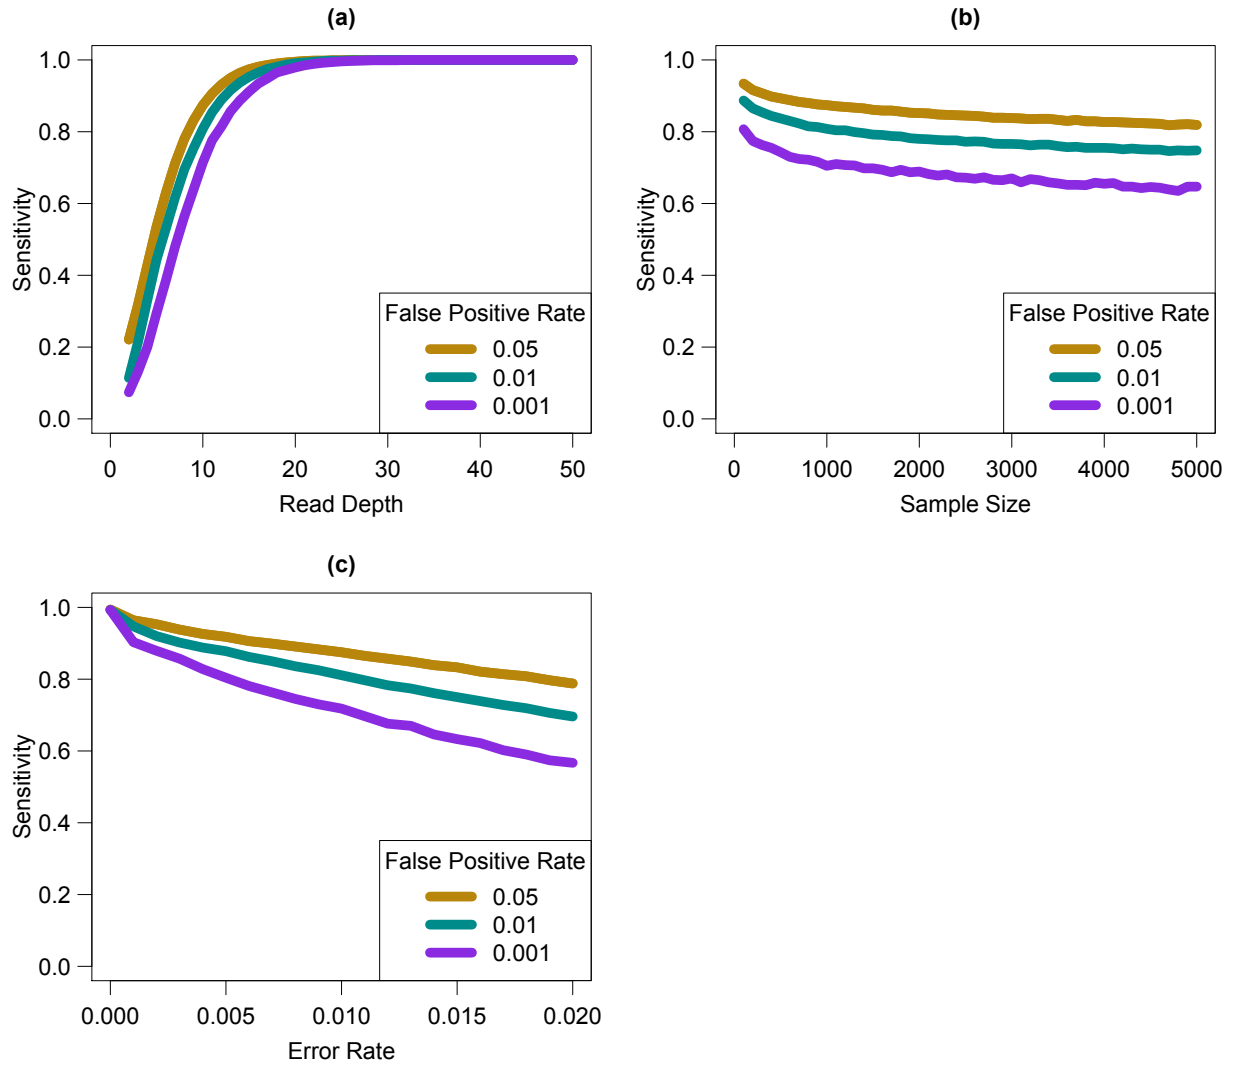 (a)
Sensitivity
1.0
0.8
0.6
0.4
0.2
0.0
False Positive Rate
0.05
0.01
0.001
0 10 20 30 40 50
Read Depth
(b)
Sensitivity
1.0
0.8
0.6
0.4
0.2
0.0
False Positive Rate
0.05
0.01
0.001
0 1000 2000 3000 4000 5000
Sample Size
(c)
Sensitivity
1.0
0.8
0.6
0.4
0.2
0.0
False Positive Rate
0.05
0.01
0.001
0.000 0.005 0.010 0.015 0.020
Error Rate